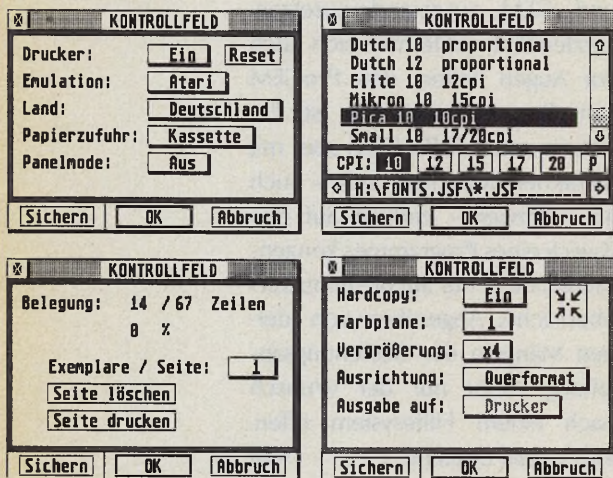 KONTROLLFELD
Drucker: Ein Reset
Emulation: Atari
Land: Deutschland
Papierzufuhr: Kassette
Panelmode: Aus
Sichern OK Abbruch
KONTROLLFELD
Dutch 10 proportional
Dutch 12 proportional
Elite 10 12cpi
Mikron 10 15cpi
Pica 10 10cpi
Small 10 17/20cpi
CPI: 10 12 15 17 20 P
H:\FONTS.JSF\*.JSF_______
Sichern OK Abbruch
KONTROLLFELD
Belegung: 14 / 67 Zeilen
0 %
Exemplare / Seite: 1
Seite löschen
Seite drucken
Sichern OK Abbruch
KONTROLLFELD
Hardcopy: Ein
Farbplane: 1
Vergrößerung: x4
Ausrichtung: Querformat
Ausgabe auf: Drucker
Sichern OK Abbruch